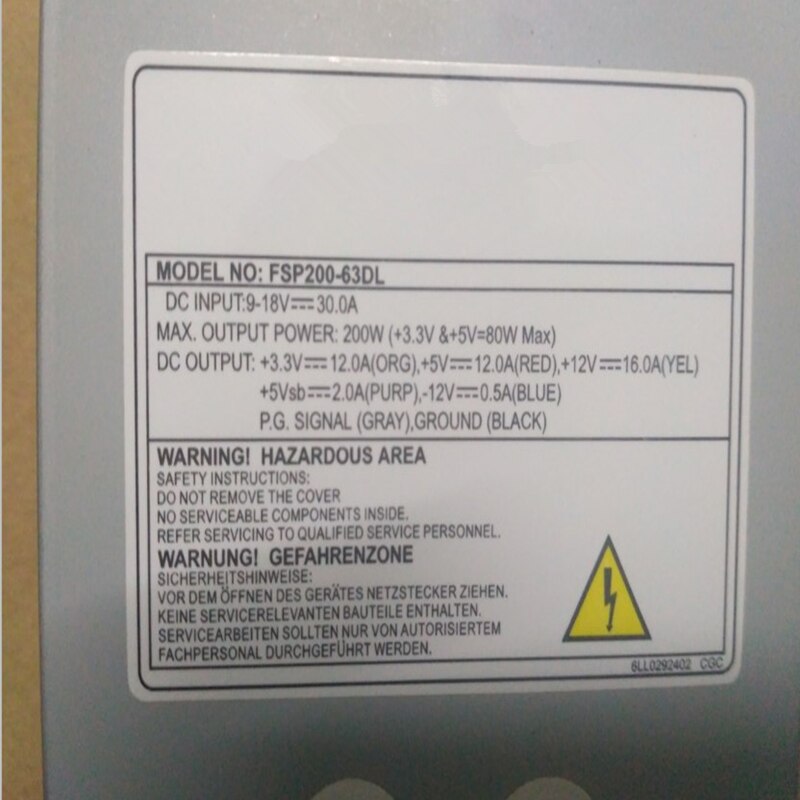 MODEL NO: FSP200-63DL
DC INPUT:9-18V⎓30.0A
MAX. OUTPUT POWER: 200W (+3.3V &+5V=80W Max)
DC OUTPUT: +3.3V⎓12.0A(ORG),+5V⎓12.0A(RED),+12V⎓16.0A(YEL)
+5Vsb⎓2.0A(PURP),-12V⎓0.5A(BLUE)
P.G. SIGNAL (GRAY),GROUND (BLACK)
WARNING! HAZARDOUS AREA
SAFETY INSTRUCTIONS:
DO NOT REMOVE THE COVER
NO SERVICEABLE COMPONENTS INSIDE.
REFER SERVICING TO QUALIFIED SERVICE PERSONNEL.
WARNUNG! GEFAHRENZONE
SICHERHEITSHINWEISE:
VOR DEM ÖFFNEN DES GERÄTES NETZSTECKER ZIEHEN.
KEINE SERVICERELEVANTEN BAUTEILE ENTHALTEN.
SERVICEARBEITEN SOLLTEN NUR VON AUTORISIERTEM
FACHPERSONAL DURCHGEFÜHRT WERDEN.
6LL0292402 CGC